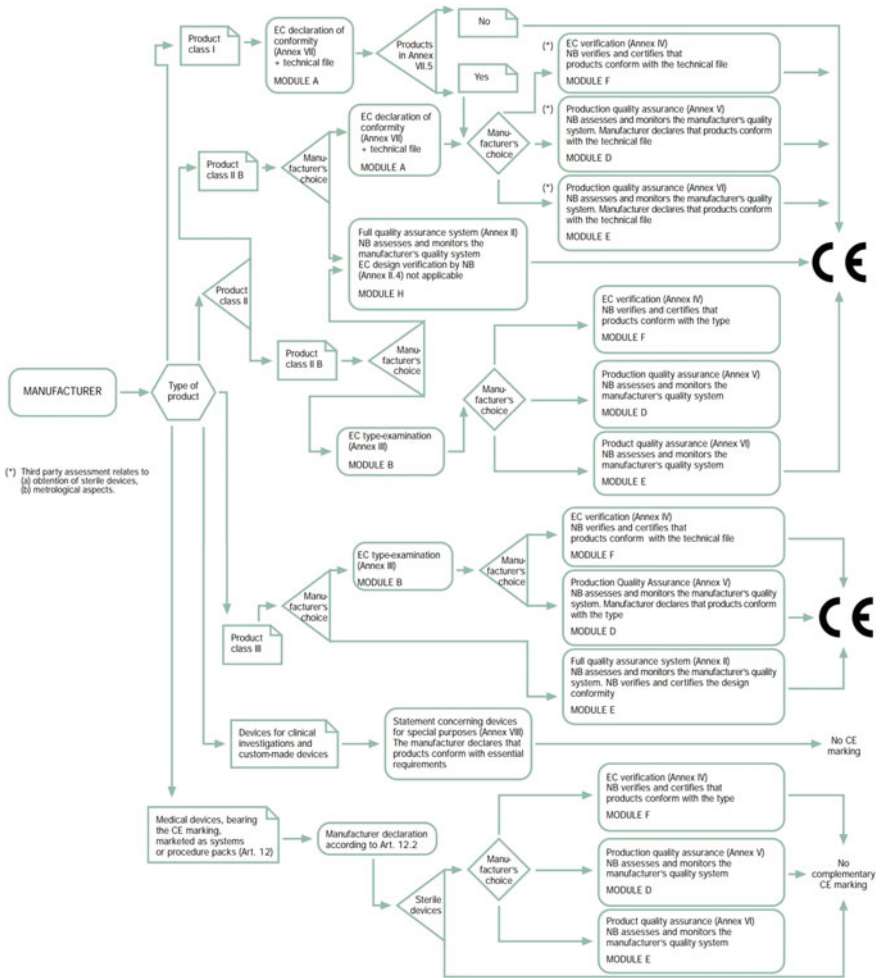 Product
class I
EC declaration of
conformity
(Annex VII)
+ technical file
MODULE A
Products
in Annex
VII.5
No
Yes
(*)
EC verification (Annex IV)
NB verifies and certifies that
products conform with the technical file
MODULE F
Product
class II B
Manu-
facturer's
choice
EC declaration of
conformity
(Annex VII)
+ technical file
MODULE A
Manu-
facturer's
choice
(*)
Production quality assurance (Annex V)
NB assesses and monitors the manufacturer's quality
system. Manufacturer declares that products conform
with the technical file
MODULE D
(*)
Production quality assurance (Annex VI)
NB assesses and monitors the manufacturer's quality
system. Manufacturer declares that products conform
with the technical file
MODULE E
Full quality assurance system (Annex II)
NB assesses and monitors the
manufacturer's quality system
EC design verification by NB
(Annex II.4) not applicable
MODULE H
CE
Product
class II
Product
class II B
Manu-
facturer's
choice
EC type-examination
(Annex III)
MODULE B
Manu-
facturer's
choice
EC verification (Annex IV)
NB verifies and certifies that
products conform with the type
MODULE F
Production quality assurance (Annex V)
NB assesses and monitors the
manufacturer's quality system
MODULE D
Product quality assurance (Annex VI)
NB assesses and monitors the
manufacturer's quality system
MODULE E
MANUFACTURER
Type of
product
(*) Third party assessment relates to
(a) obtention of sterile devices,
(b) metrological aspects.
Product
class III
Manu-
facturer's
choice
EC type-examination
(Annex III)
MODULE B
Manu-
facturer's
choice
EC verification (Annex IV)
NB verifies and certifies that
products conform with the technical file
MODULE F
Production Quality Assurance (Annex V)
NB assesses and monitors the manufacturer's quality
system. Manufacturer declares that products conform
with the type
MODULE D
Full quality assurance system (Annex II)
NB assesses and monitors the manufacturer's quality
system. NB verifies and certifies the design
conformity
MODULE E
CE
Devices for clinical
investigations and
custom-made devices
Statement concerning devices
for special purposes (Annex VIII)
The manufacturer declares that
products conform with essential
requirements
No CE
marking
Medical devices, bearing
the CE marking,
marketed as systems
or procedure packs (Art. 12)
Manufacturer declaration
according to Art. 12.2
Sterile
devices
Manu-
facturer's
choice
EC verification (Annex IV)
NB verifies and certifies that
products conform with the type
MODULE F
Production quality assurance (Annex V)
NB assesses and monitors the
manufacturer's quality system
MODULE D
Product quality assurance (Annex VI)
NB assesses and monitors the
manufacturer's quality system
MODULE E
No
complementary
CE marking